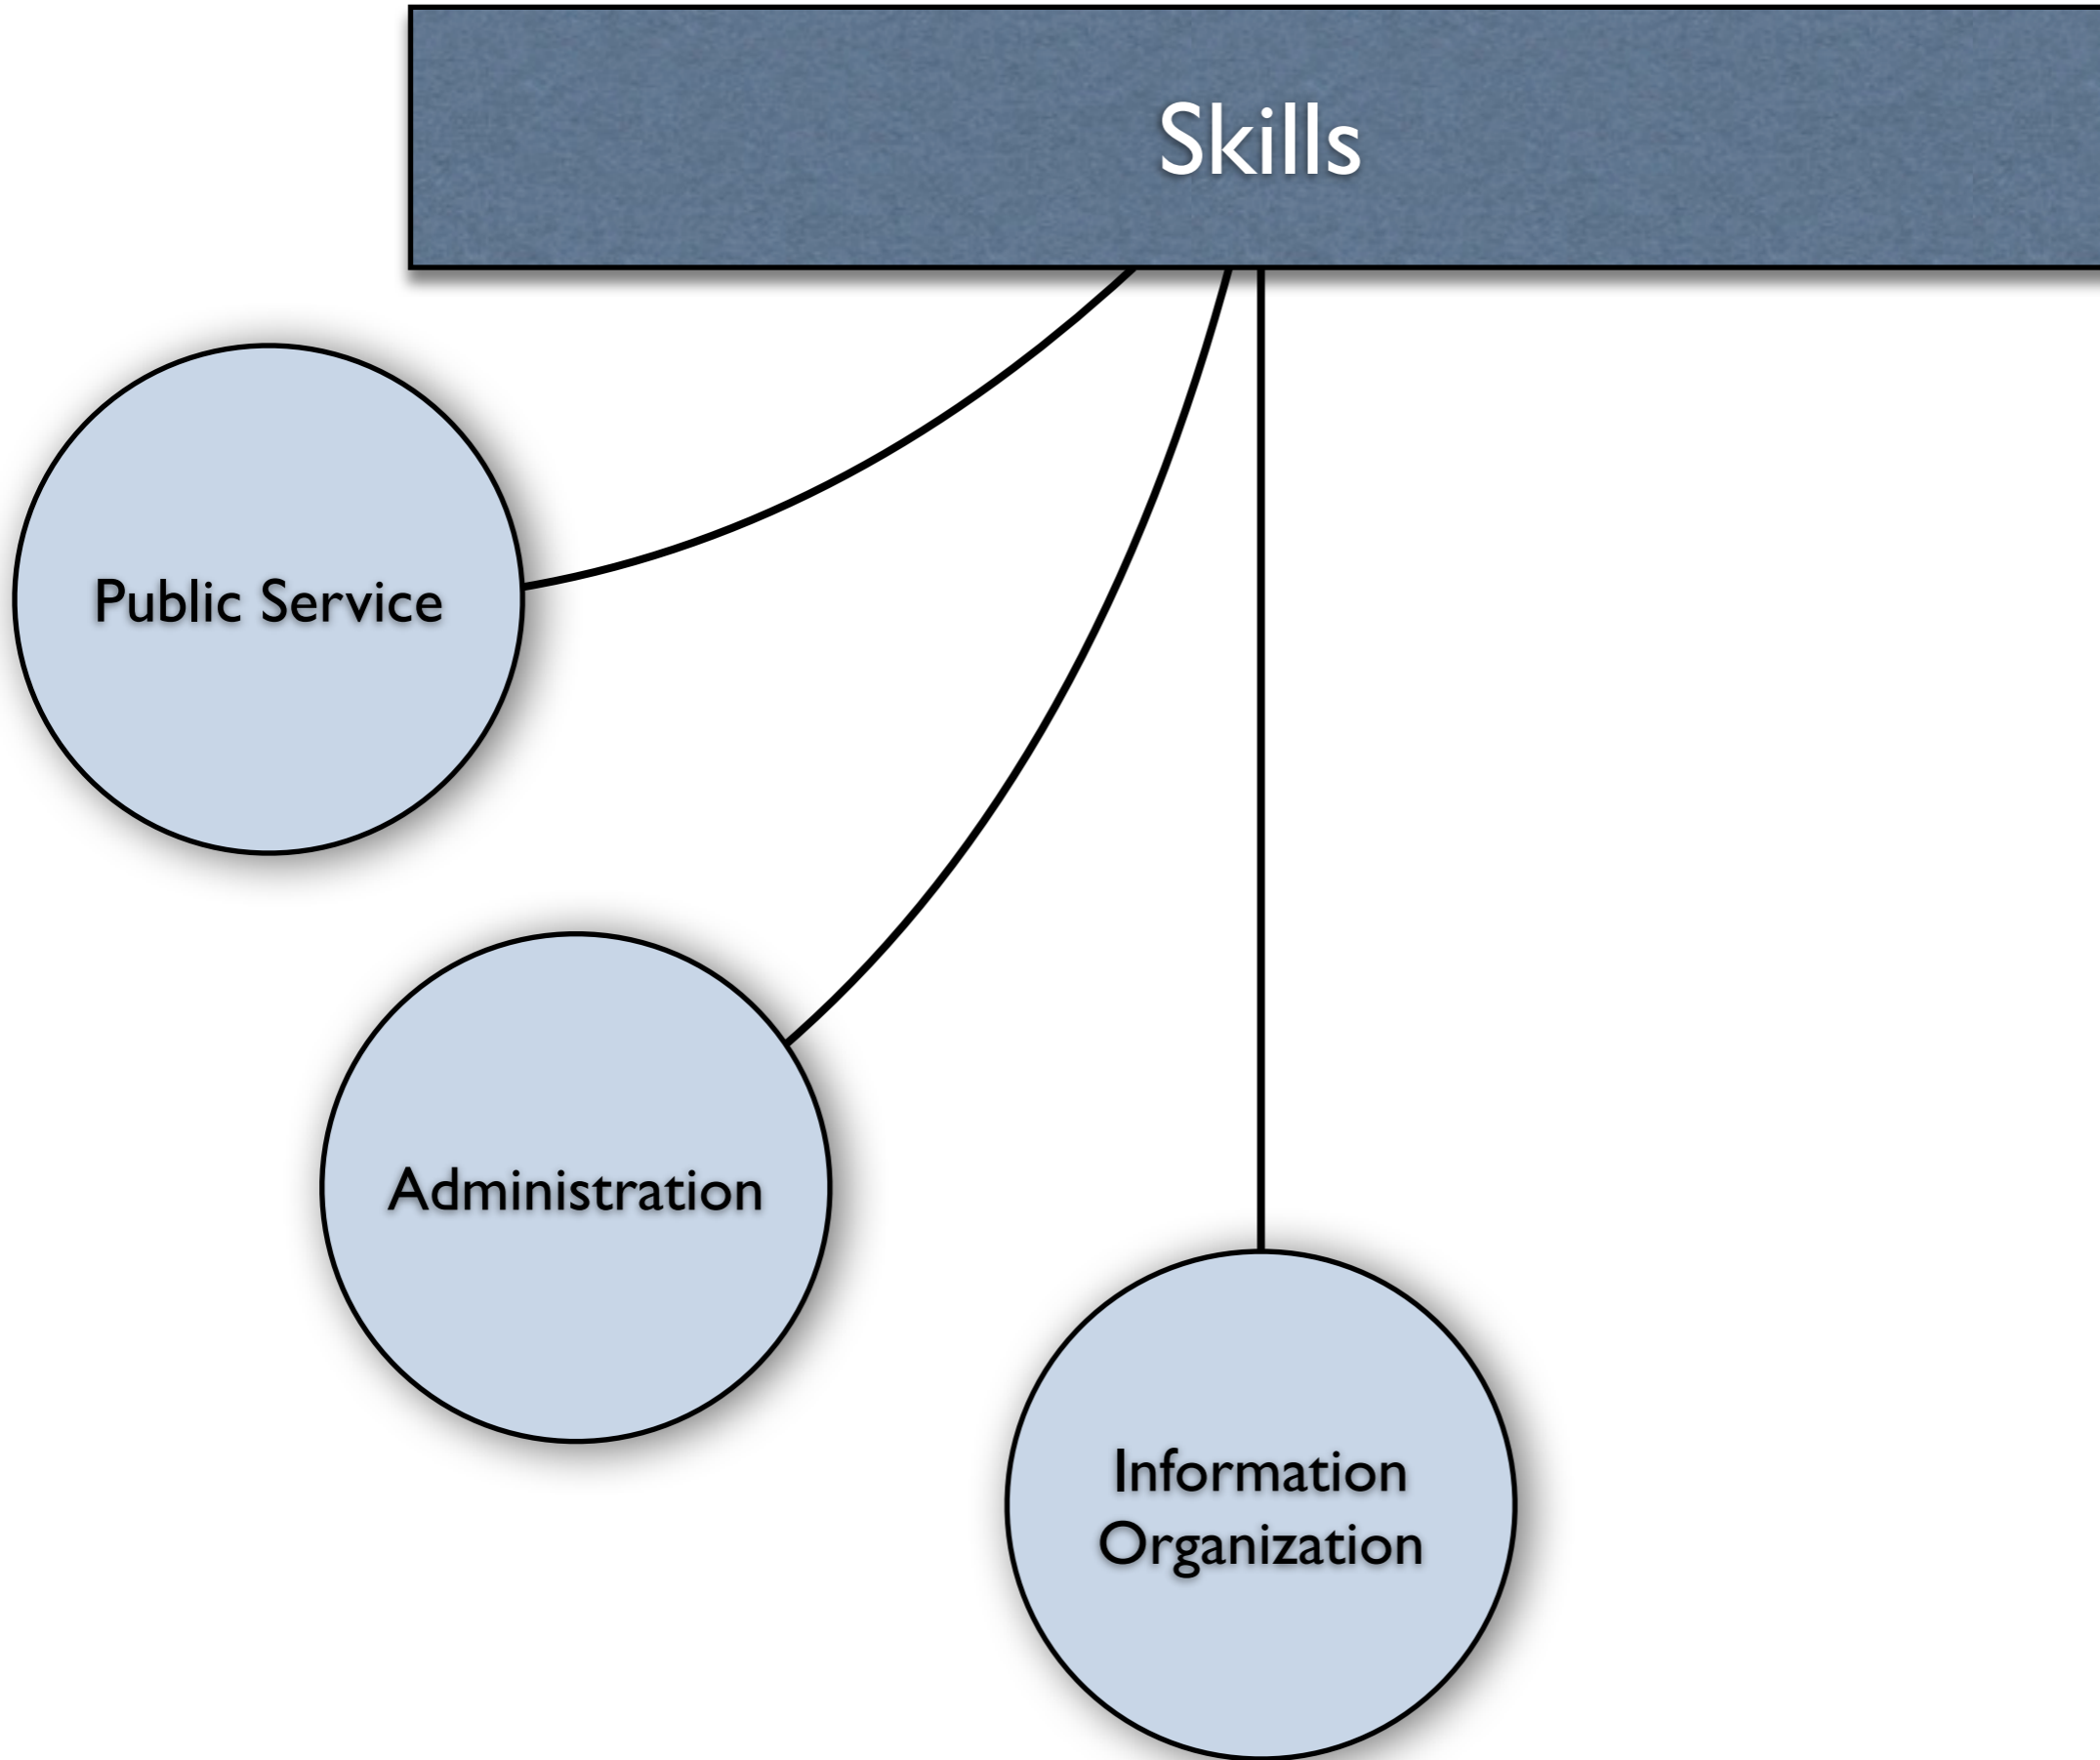 Skills
Public Service
Administration
Information
Organization